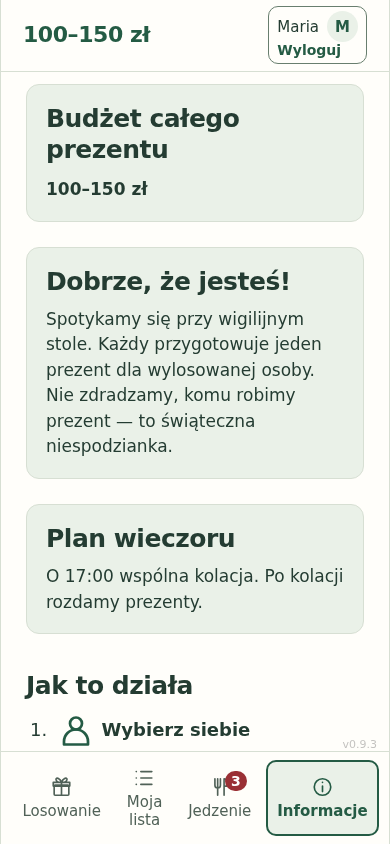 100–150 zł
Maria M
Wyloguj
Budżet całego
prezentu
100–150 zł
Dobrze, że jesteś!
Spotykamy się przy wigilijnym
stole. Każdy przygotowuje jeden
prezent dla wylosowanej osoby.
Nie zdradzamy, komu robimy
prezent — to świąteczna
niespodzianka.
Plan wieczoru
O 17:00 wspólna kolacja. Po kolacji
rozdamy prezenty.
Jak to działa
1. Wybierz siebie
v0.9.3
Losowanie
Moja
lista
3
Jedzenie
Informacje